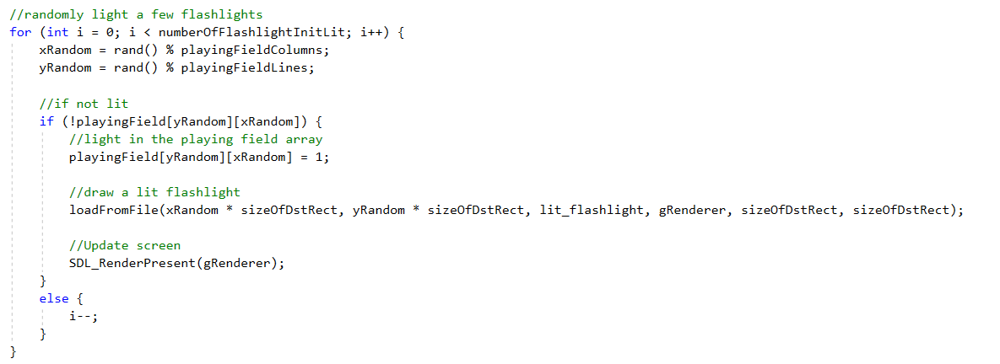 //randomly light a few flashlights
for (int i = 0; i < numberOfFlashlightInitLit; i++) {
    xRandom = rand() % playingFieldColumns;
    yRandom = rand() % playingFieldLines;

    //if not lit
    if (!playingField[yRandom][xRandom]) {
        //light in the playing field array
        playingField[yRandom][xRandom] = 1;

        //draw a lit flashlight
        loadFromFile(xRandom * sizeOfDstRect, yRandom * sizeOfDstRect, lit_flashlight, gRenderer, sizeOfDstRect, sizeOfDstRect);

        //Update screen
        SDL_RenderPresent(gRenderer);
    }
    else {
        i--;
    }
}